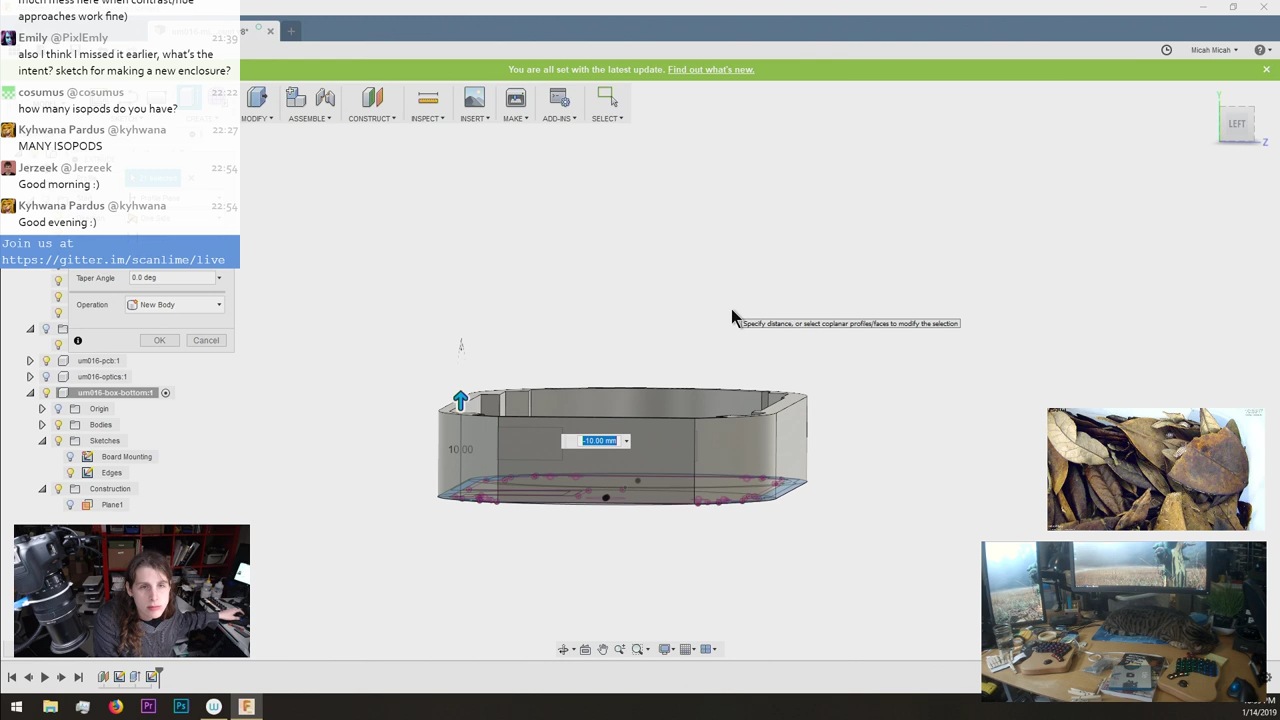 much mess here when contrast/hue
approaches work fine)
Emily @PixlEmly 21:39
also I think I missed it earlier, what's the
intent? sketch for making a new enclosure?
cosumus @cosumus 22:22
how many isopods do you have?
Kyhwana Pardus @kyhwana 22:27
MANY ISOPODS
Jerzeek @Jerzeek 22:54
Good morning :)
Kyhwana Pardus @kyhwana 22:54
Good evening :)
Join us at
https://gitter.im/scanlime/live
Micah Micah
You are all set with the latest update. Find out what's new.
MODIFY ASSEMBLE CONSTRUCT INSPECT INSERT MAKE ADD-INS SELECT
Y
LEFT
Z
Taper Angle 0.0 deg
Operation New Body
OK Cancel
um016-pcb:1
um016-optics:1
um016-box-bottom:1
Origin
Bodies
Sketches
Board Mounting
Edges
Construction
Plane1
Specify distance, or select coplanar profiles/faces to modify the selection
10.00
-10.00 mm
Pr Ps
1/14/2019